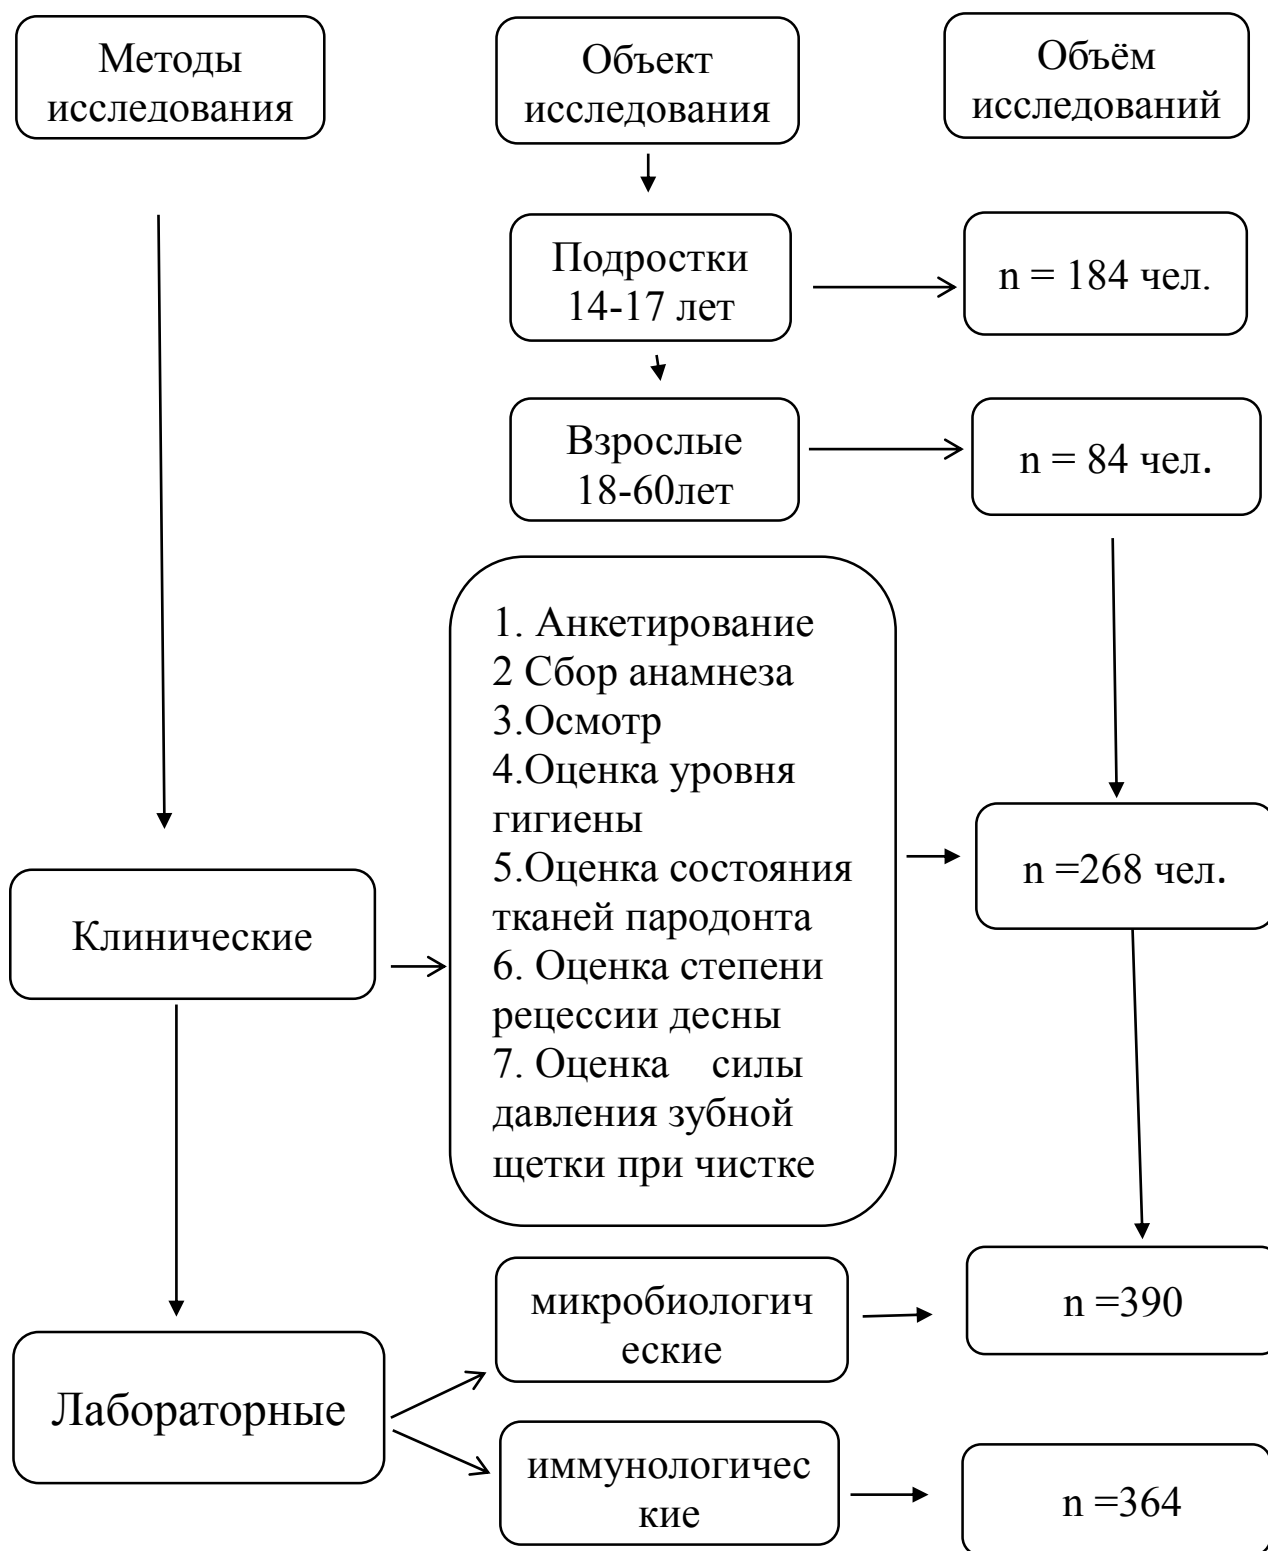 Методы
исследования
Объект
исследования
Объём
исследований
Подростки
14-17 лет
n = 184 чел.
Взрослые
18-60лет
n = 84 чел.
1. Анкетирование
2 Сбор анамнеза
3.Осмотр
4.Оценка уровня
гигиены
5.Оценка состояния
тканей пародонта
6. Оценка степени
рецессии десны
7. Оценка силы
давления зубной
щетки при чистке
n =268 чел.
Клинические
микробиологич
еские
n =390
Лабораторные
иммунологичес
кие
n =364